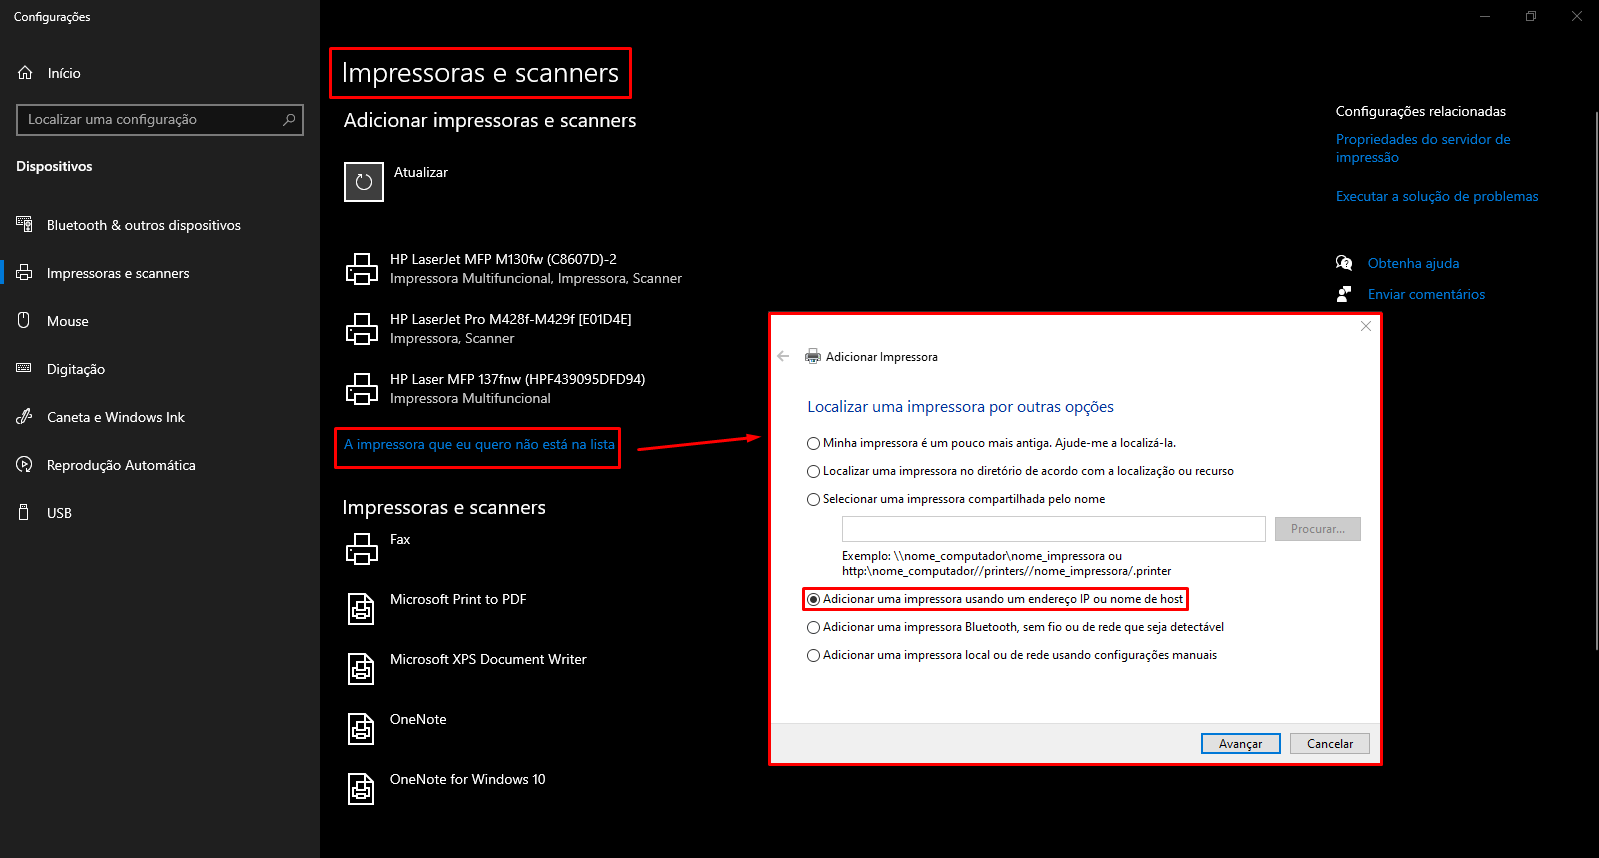 Configurações
Início
Localizar uma configuração
Dispositivos
Bluetooth & outros dispositivos
Impressoras e scanners
Mouse
Digitação
Caneta e Windows Ink
Reprodução Automática
USB
Impressoras e scanners
Adicionar impressoras e scanners
Atualizar
HP LaserJet MFP M130fw (C8607D)-2
Impressora Multifuncional, Impressora, Scanner
HP LaserJet Pro M428f-M429f [E01D4E]
Impressora, Scanner
HP Laser MFP 137fnw (HPF439095DFD94)
Impressora Multifuncional
A impressora que eu quero não está na lista
Impressoras e scanners
Fax
Microsoft Print to PDF
Microsoft XPS Document Writer
OneNote
OneNote for Windows 10
Configurações relacionadas
Propriedades do servidor de
impressão
Executar a solução de problemas
Obtenha ajuda
Enviar comentários
Adicionar Impressora
Localizar uma impressora por outras opções
Minha impressora é um pouco mais antiga. Ajude-me a localizá-la.
Localizar uma impressora no diretório de acordo com a localização ou recurso
Selecionar uma impressora compartilhada pelo nome
Procurar...
Exemplo: \\nome_computador\nome_impressora ou
http:\nome_computador//printers//nome_impressora/.printer
Adicionar uma impressora usando um endereço IP ou nome de host
Adicionar uma impressora Bluetooth, sem fio ou de rede que seja detectável
Adicionar uma impressora local ou de rede usando configurações manuais
Avançar
Cancelar